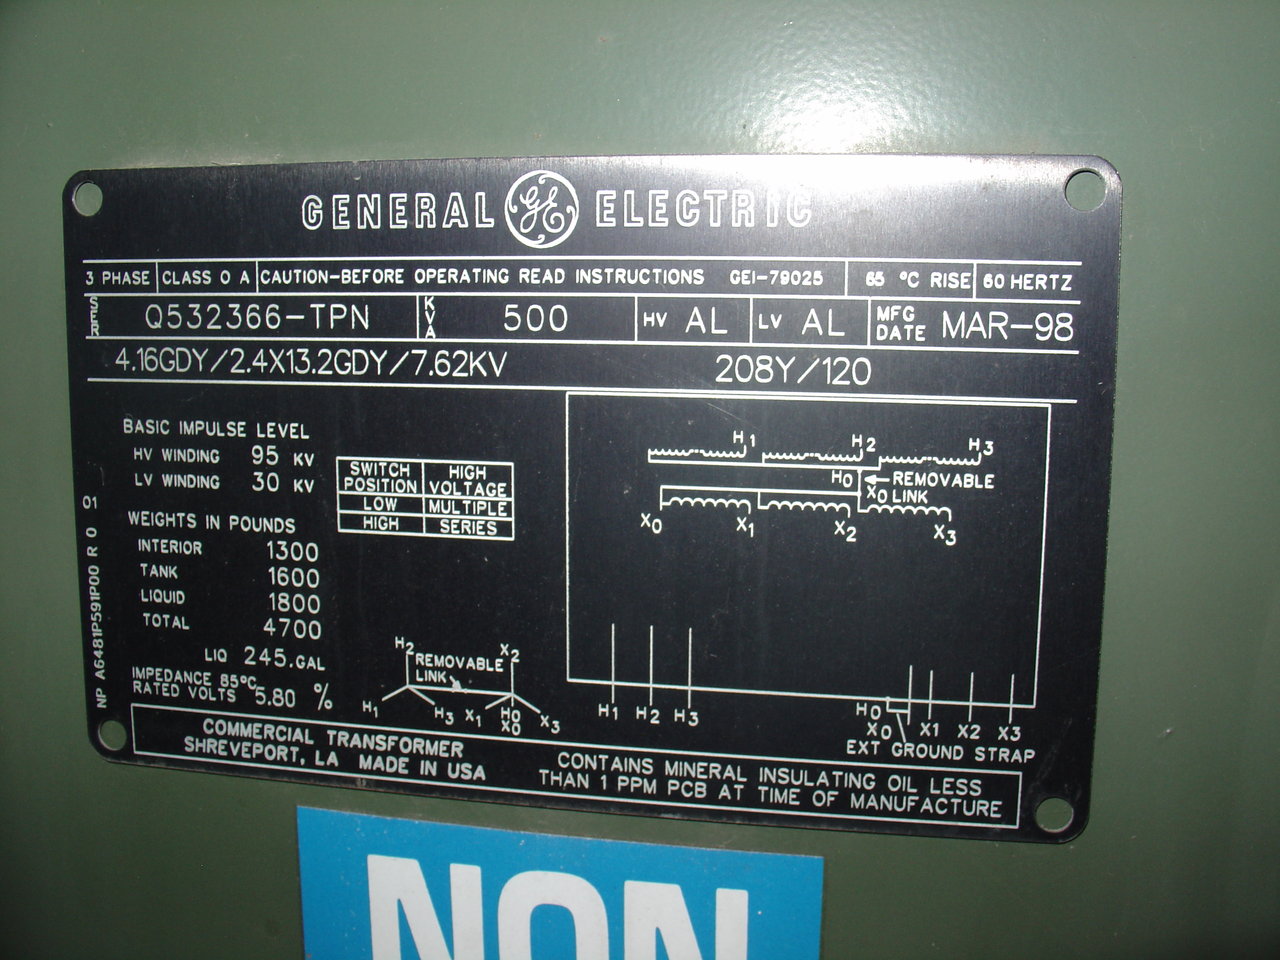 GENERAL GE ELECTRIC
3 PHASE CLASS O A CAUTION-BEFORE OPERATING READ INSTRUCTIONS GEI-79025 65 °C RISE 60 HERTZ
SER Q532366-TPN KVA 500 HV AL LV AL MFG DATE MAR-98
4.16GDY/2.4X13.2GDY/7.62KV 208Y/120
BASIC IMPULSE LEVEL
HV WINDING 95 KV
LV WINDING 30 KV
SWITCH POSITION HIGH VOLTAGE
LOW MULTIPLE
HIGH SERIES
WEIGHTS IN POUNDS
INTERIOR 1300
TANK 1600
LIQUID 1800
TOTAL 4700
LIQ 245.GAL
IMPEDANCE 85°C
RATED VOLTS 5.80 %
H2 X2
REMOVABLE
LINK
H1 H3 X1 H0 X0 X3
H1 H2 H3
H0 REMOVABLE
X0 LINK
X0 X1 X2 X3
H1 H2 H3 H0 X0 X1 X2 X3
EXT GROUND STRAP
NP A6481P591P00 R 0 01
COMMERCIAL TRANSFORMER
SHREVEPORT, LA MADE IN USA
CONTAINS MINERAL INSULATING OIL LESS
THAN 1 PPM PCB AT TIME OF MANUFACTURE
NON